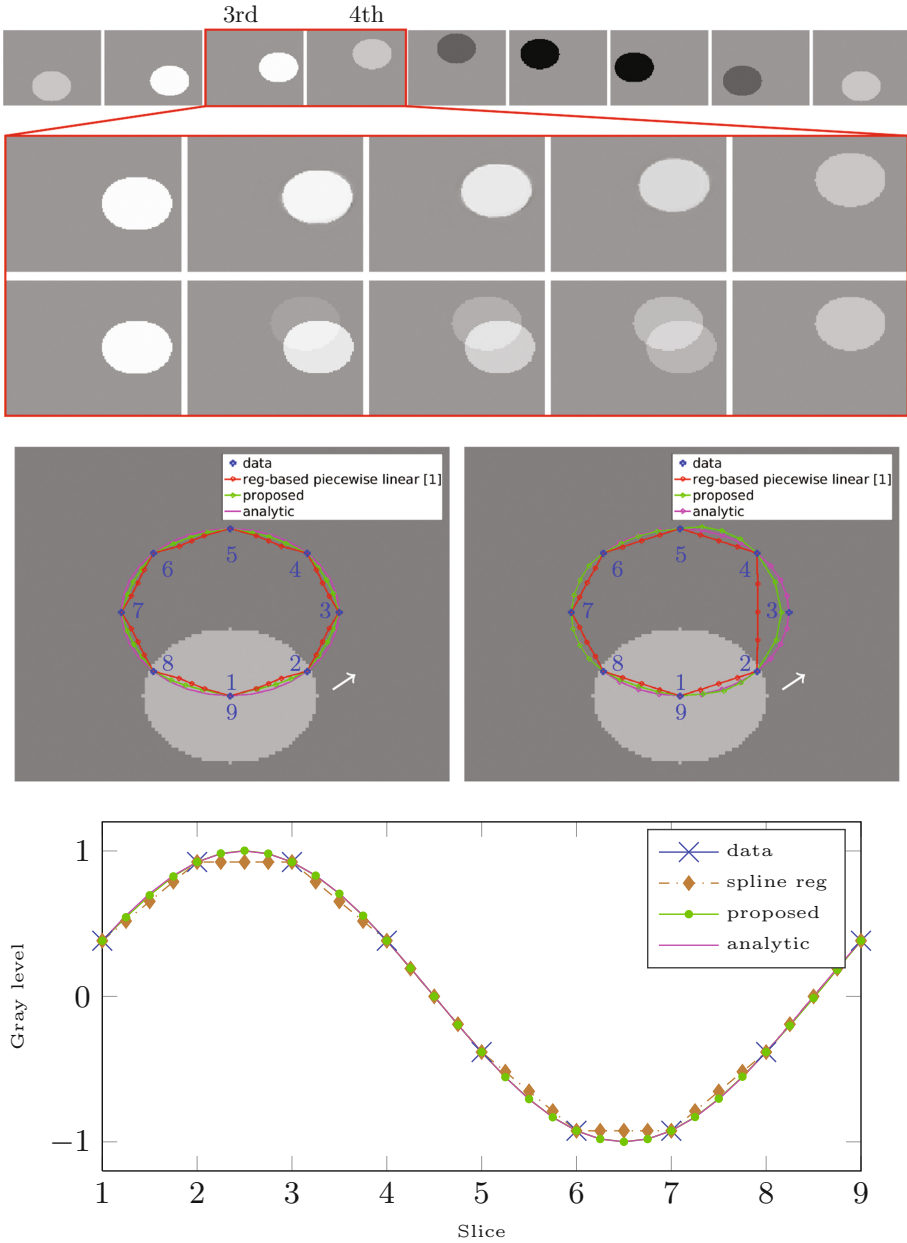 3rd 4th
data
reg-based piecewise linear [1]
proposed
analytic
5
6 4
7 3
8 2
1
9
data
reg-based piecewise linear [1]
proposed
analytic
5
6 4
7 3
8 2
1
9
data
spline reg
proposed
analytic
1
0
−1
Gray level
1 2 3 4 5 6 7 8 9
Slice